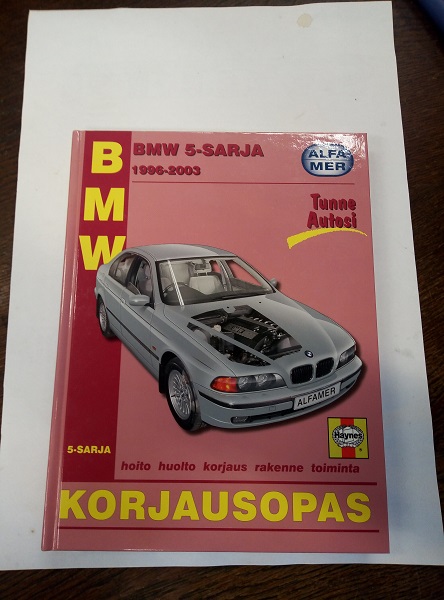 BMW
BMW 5-SARJA
1996-2003
ALFA
MER
Tunne
Autosi
ALFAMER
Haynes
5-SARJA
hoito huolto korjaus rakenne toiminta
KORJAUSOPAS